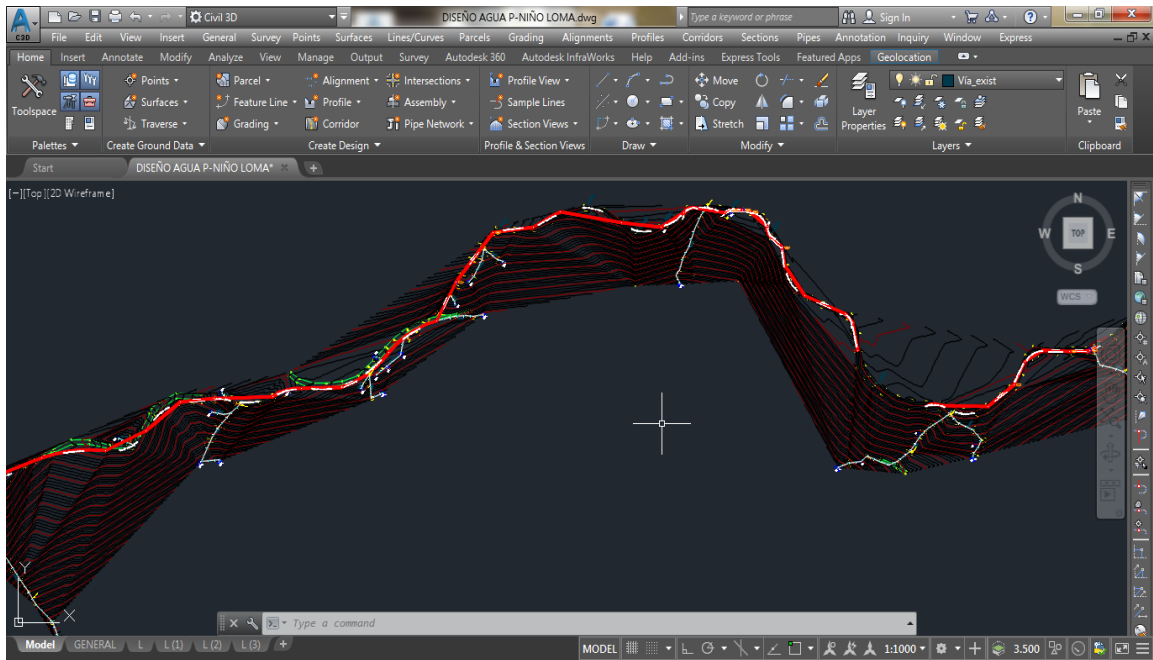 Civil 3D DISEÑO AGUA P-NIÑO LOMA.dwg Type a keyword or phrase Sign In
C3D File Edit View Insert General Survey Points Surfaces Lines/Curves Parcels Grading Alignments Profiles Corridors Sections Pipes Annotation Inquiry Window Express
Home Insert Annotate Modify Analyze View Manage Output Survey Autodesk 360 Autodesk InfraWorks Help Add-ins Express Tools Featured Apps Geolocation
Points Parcel Alignment Intersections Profile View Move Vía_exist
Toolspace Surfaces Feature Line Profile Assembly Sample Lines Copy Layer Properties Paste
Traverse Grading Corridor Pipe Network Section Views Stretch
Palettes Create Ground Data Create Design Profile & Section Views Draw Modify Layers Clipboard
Start DISEÑO AGUA P-NIÑO LOMA* +
[−][Top][2D Wireframe]
N
W TOP E
S
WCS
Y
X
Type a command
Model GENERAL L L (1) L (2) L (3) + MODEL 1:1000 3.500